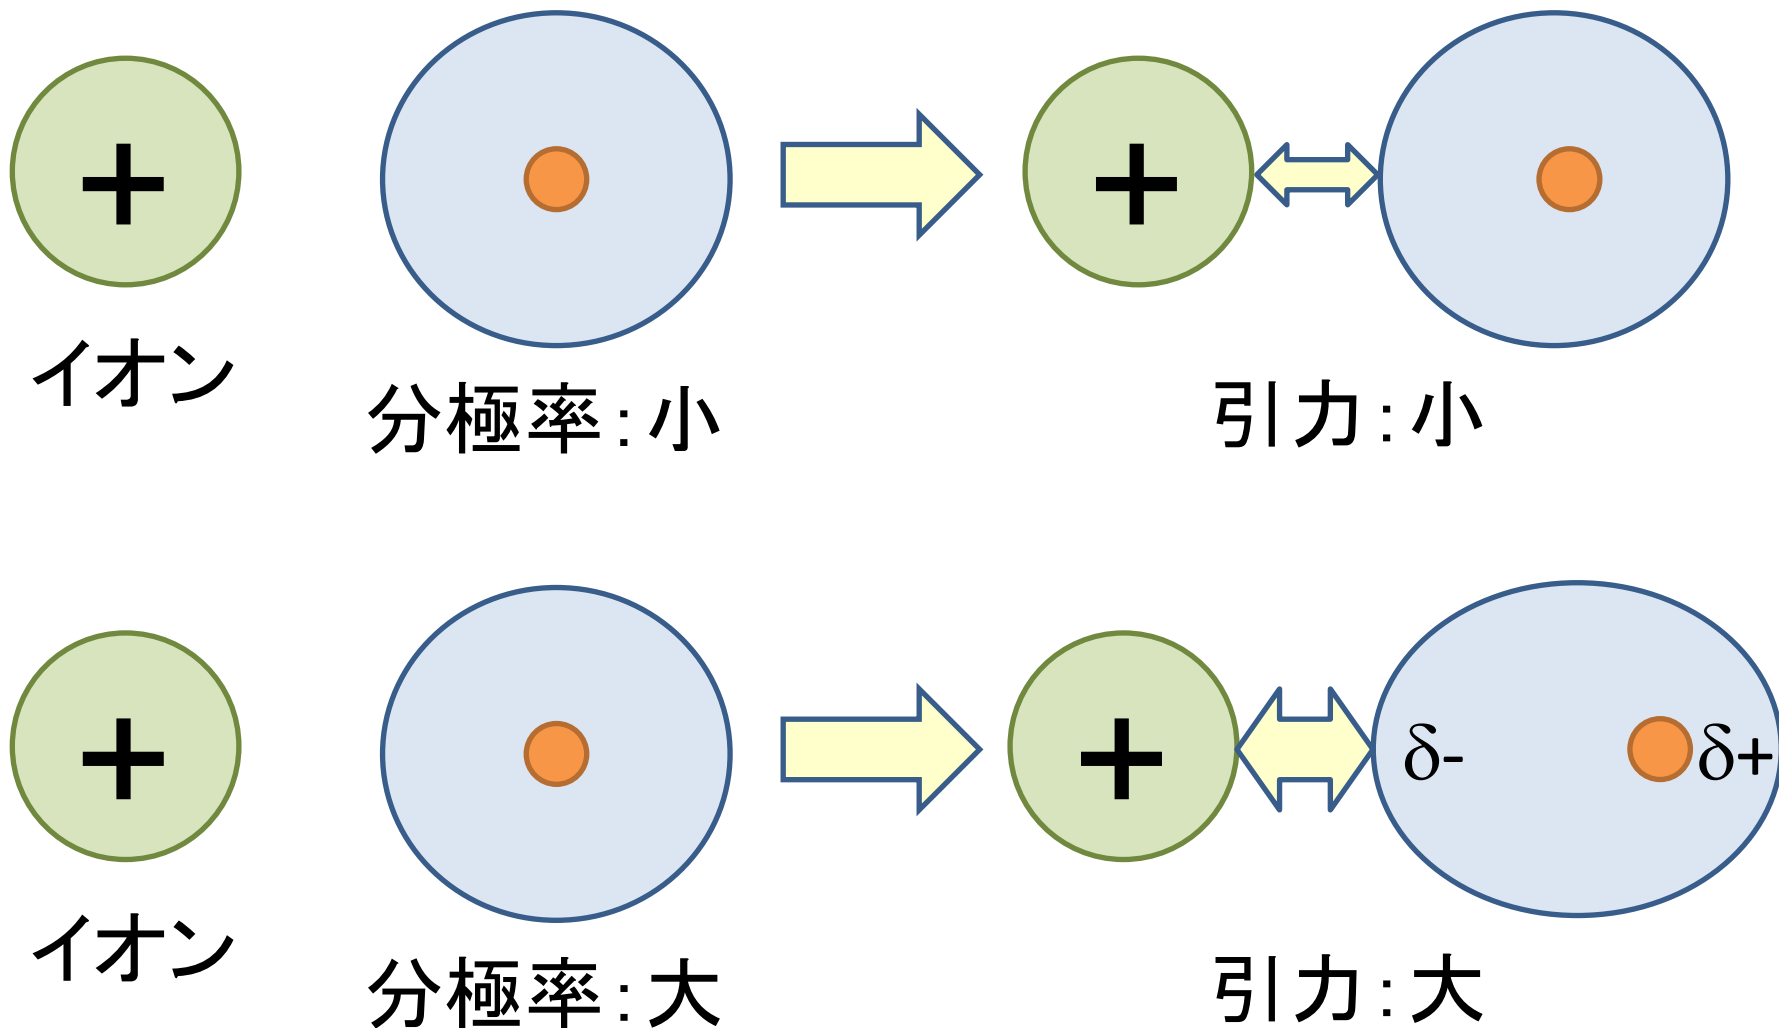 + +
イオン
分極率:小
引力:小
+ + δ- δ+
イオン
分極率:大
引力:大